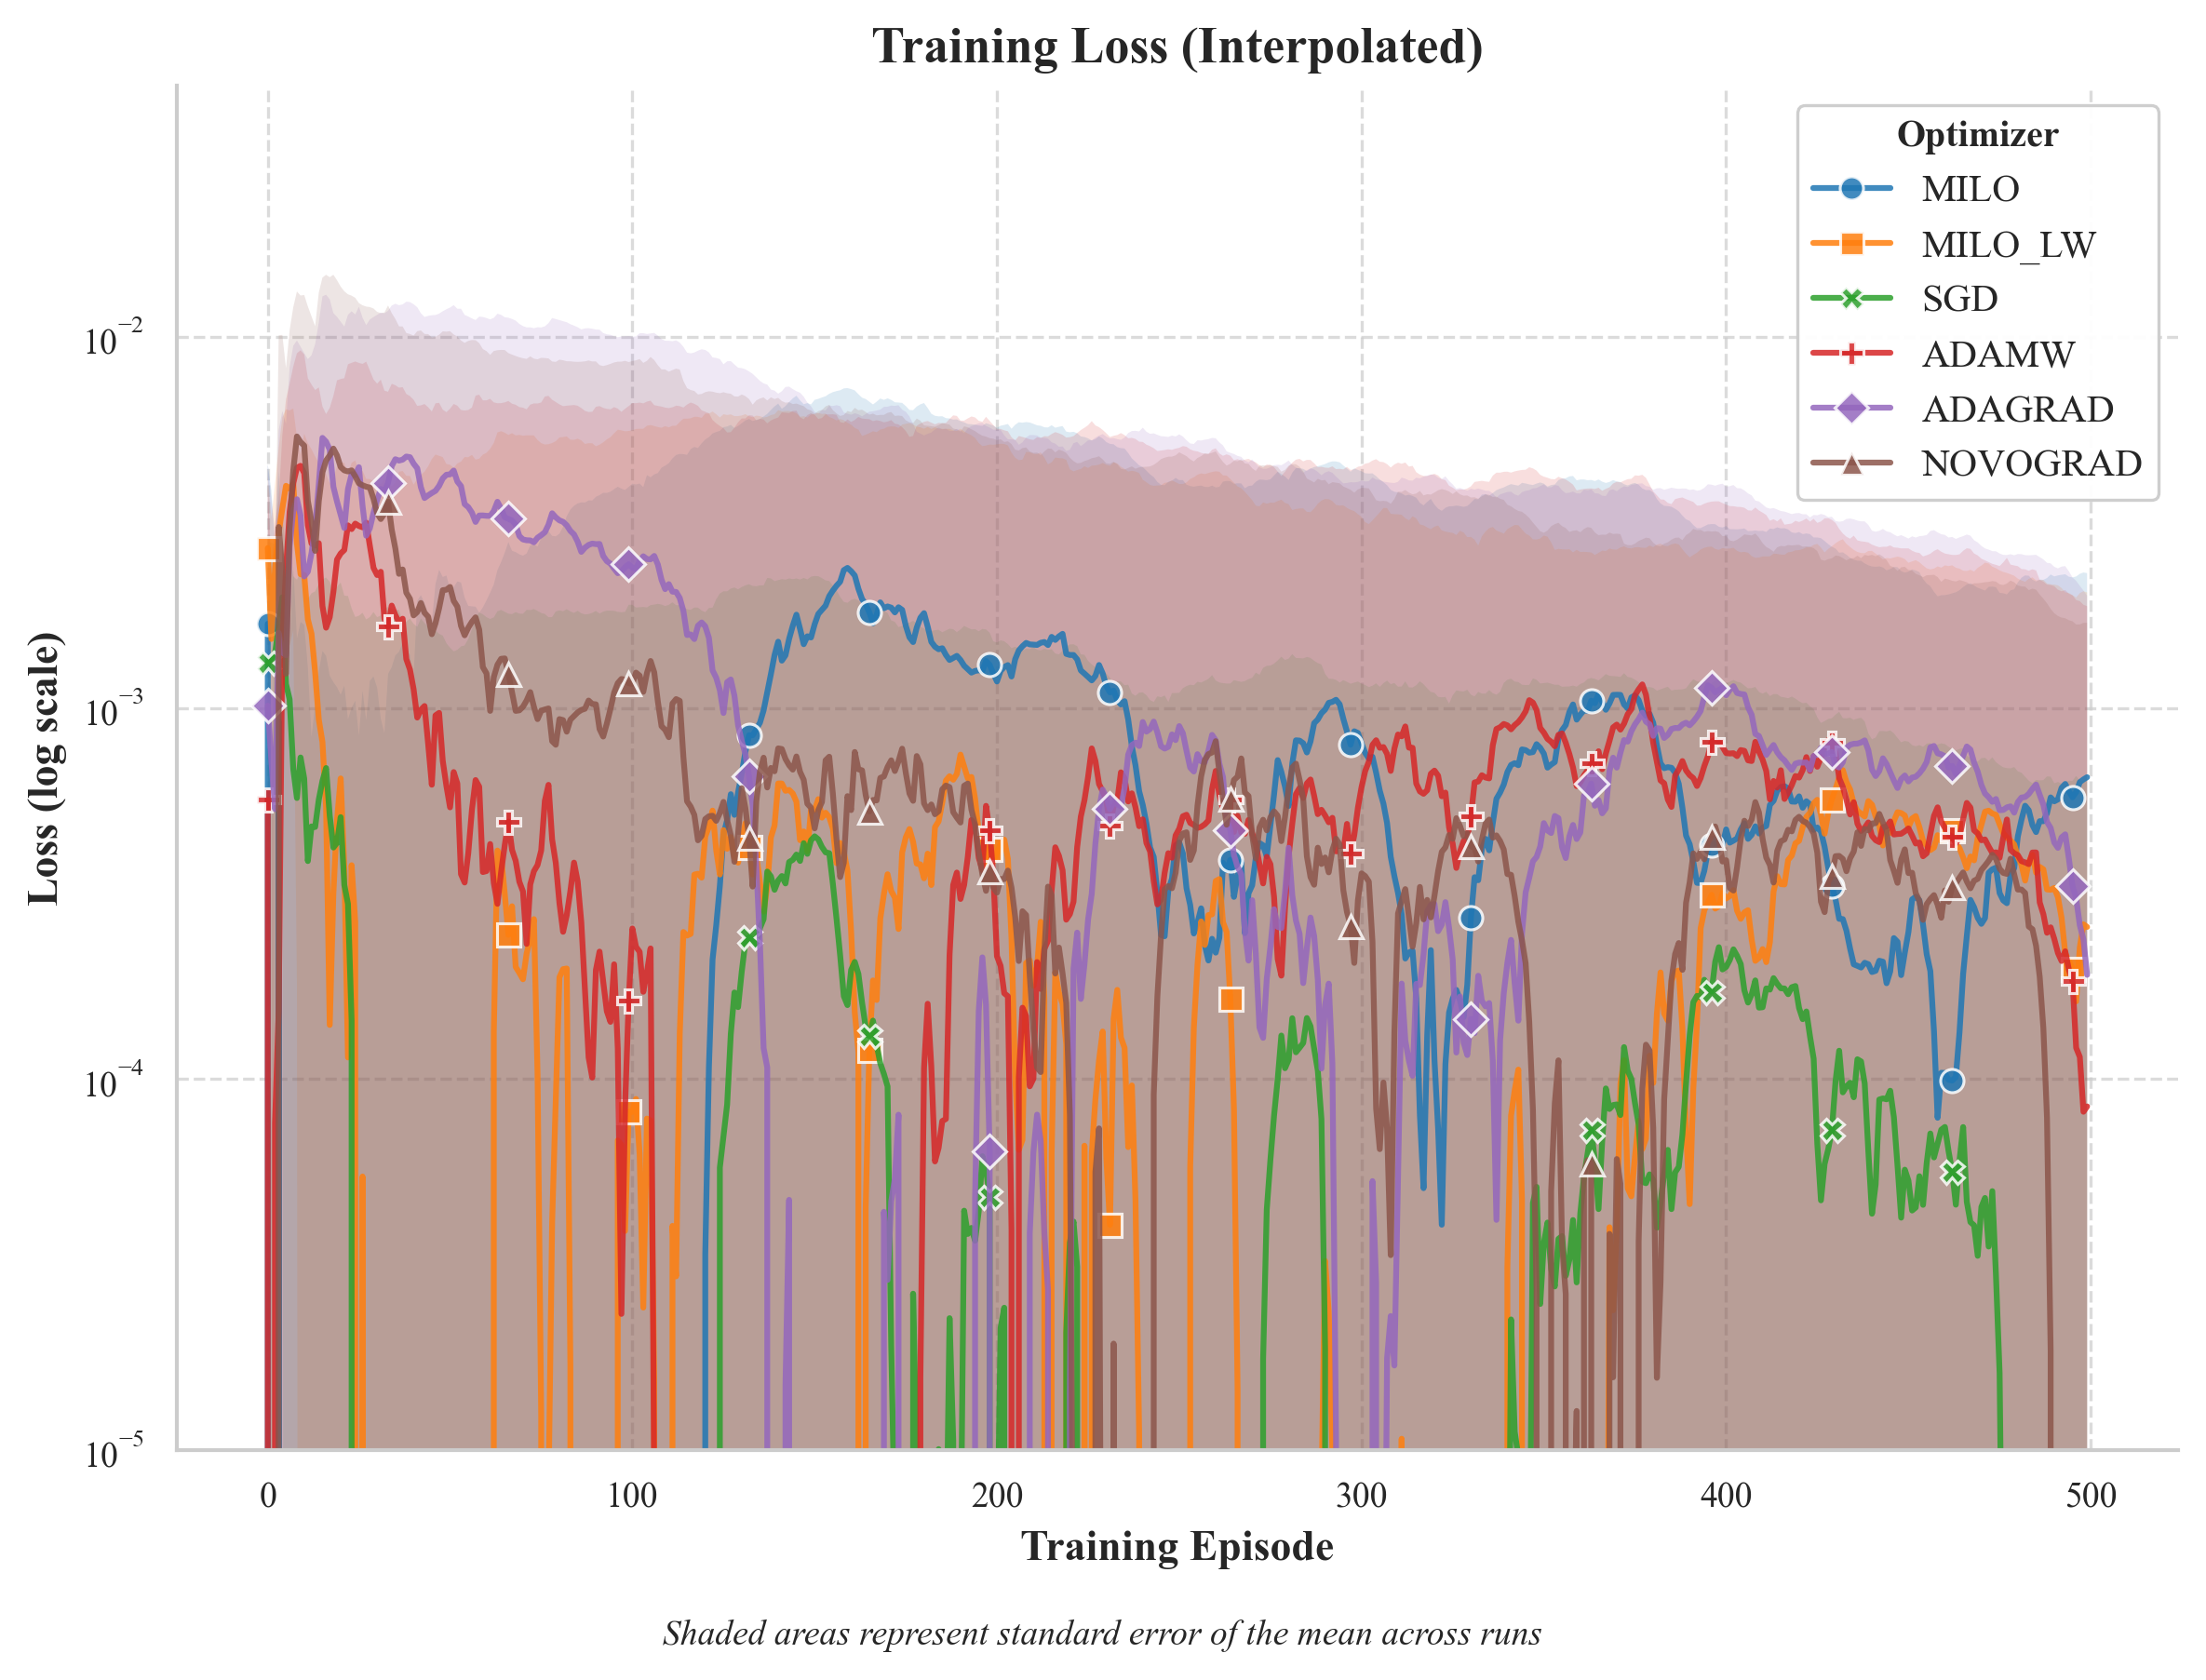 Training Loss (Interpolated)
Optimizer
MILO
MILO_LW
SGD
ADAMW
ADAGRAD
NOVOGRAD
Loss (log scale)
10⁻²
10⁻³
10⁻⁴
10⁻⁵
0 100 200 300 400 500
Training Episode
Shaded areas represent standard error of the mean across runs